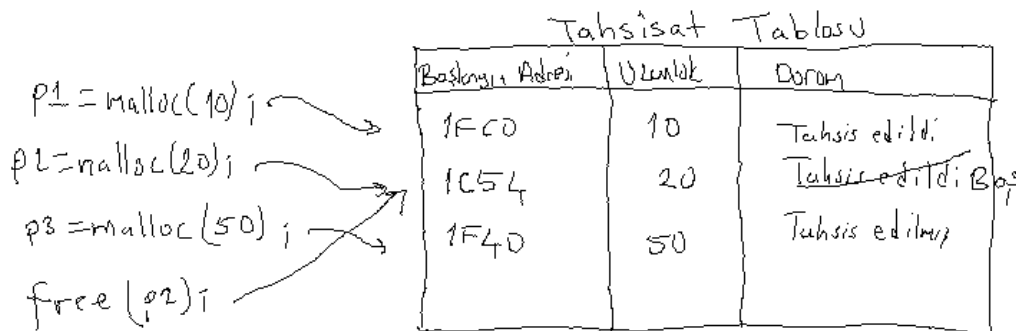 Tahsisat Tablosu
Başlangıç Adresi Uzunluk Durum
p1 = malloc(10);
1FC0 10 Tahsis edildi
p2 = malloc(20);
1C54 20 Tahsis edildi Boş
p3 = malloc(50);
1F40 50 Tahsis edilmiş
free(p2);